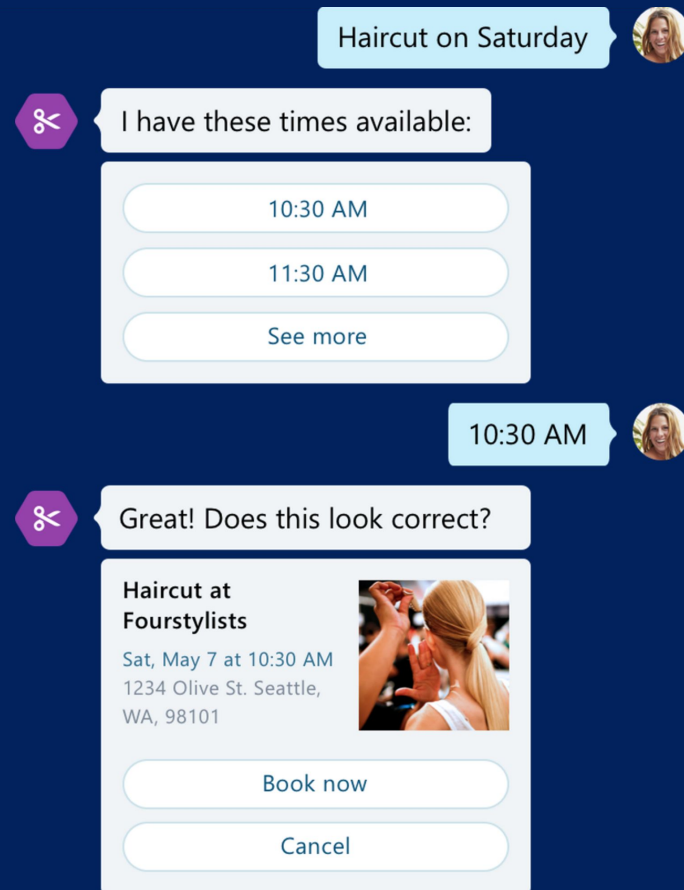 Haircut on Saturday
I have these times available:
10:30 AM
11:30 AM
See more
10:30 AM
Great! Does this look correct?
Haircut at
Fourstylists
Sat, May 7 at 10:30 AM
1234 Olive St. Seattle,
WA, 98101
Book now
Cancel